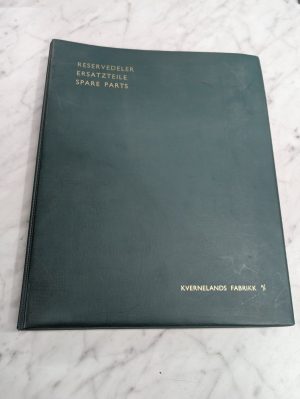 RESERVEDELER
ERSATZTEILE
SPARE PARTS
KVERNELANDS FABRIKK A/S